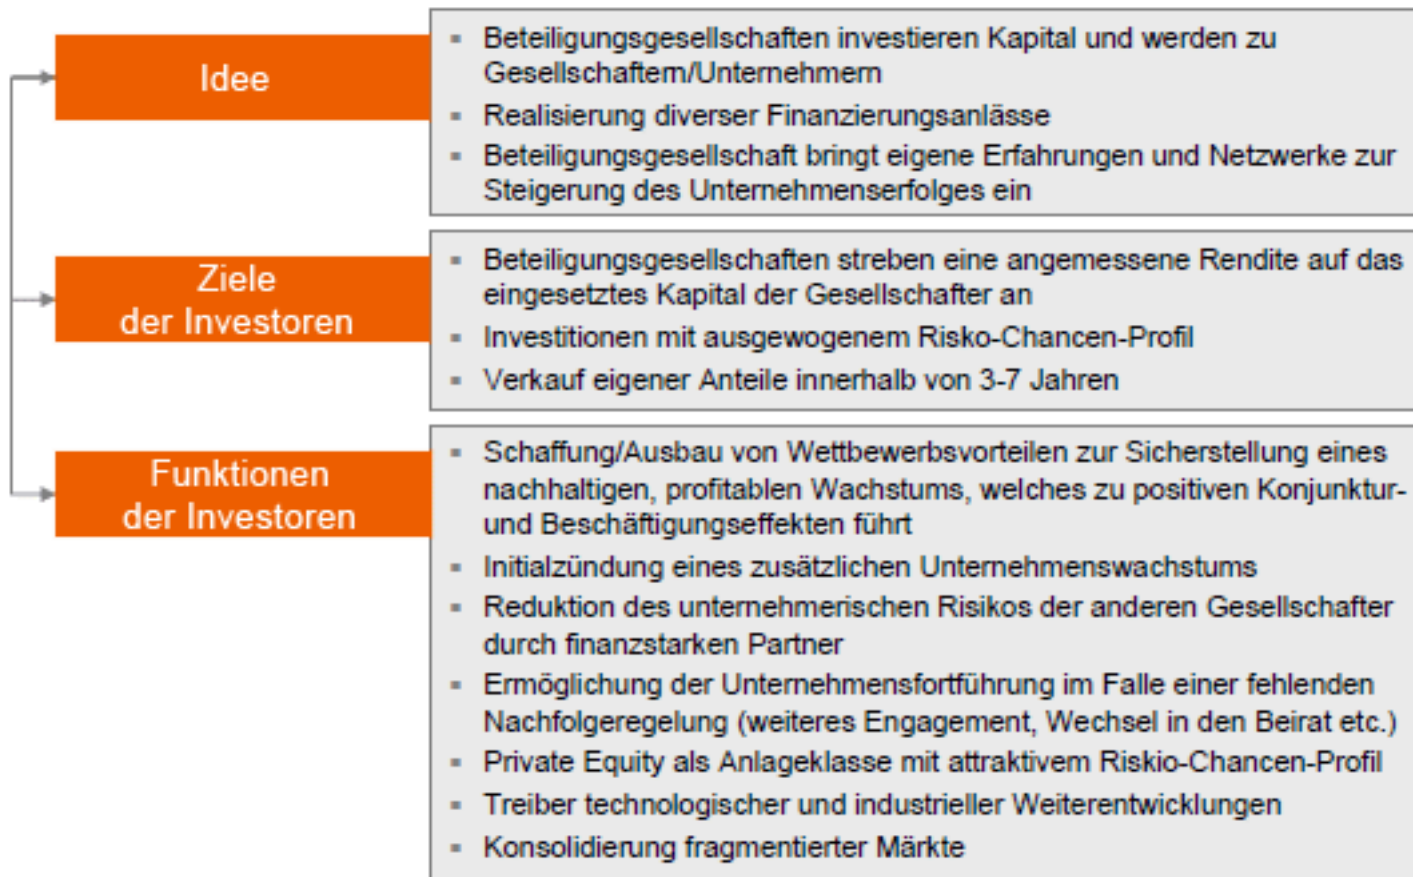 Idee
Beteiligungsgesellschaften investieren Kapital und werden zu
Gesellschaftern/Unternehmern
Realisierung diverser Finanzierungsanlässe
Beteiligungsgesellschaft bringt eigene Erfahrungen und Netzwerke zur
Steigerung des Unternehmenserfolges ein
Ziele
der Investoren
Beteiligungsgesellschaften streben eine angemessene Rendite auf das
eingesetztes Kapital der Gesellschafter an
Investitionen mit ausgewogenem Risko-Chancen-Profil
Verkauf eigener Anteile innerhalb von 3-7 Jahren
Funktionen
der Investoren
Schaffung/Ausbau von Wettbewerbsvorteilen zur Sicherstellung eines
nachhaltigen, profitablen Wachstums, welches zu positiven Konjunktur-
und Beschäftigungseffekten führt
Initialzündung eines zusätzlichen Unternehmenswachstums
Reduktion des unternehmerischen Risikos der anderen Gesellschafter
durch finanzstarken Partner
Ermöglichung der Unternehmensfortführung im Falle einer fehlenden
Nachfolgeregelung (weiteres Engagement, Wechsel in den Beirat etc.)
Private Equity als Anlageklasse mit attraktivem Riskio-Chancen-Profil
Treiber technologischer und industrieller Weiterentwicklungen
Konsolidierung fragmentierter Märkte